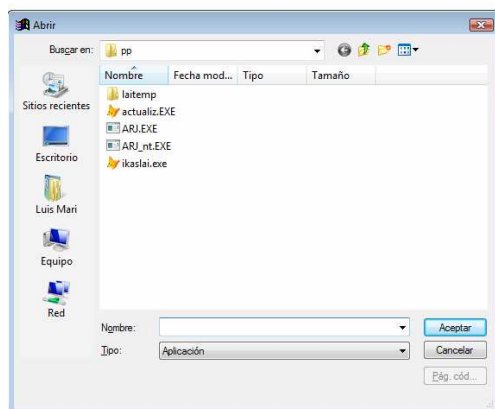 Abrir
Buscar en: pp
Nombre Fecha mod... Tipo Tamaño
laitemp
actualiz.EXE
ARJ.EXE
ARJ_nt.EXE
ikaslai.exe
Sitios recientes
Escritorio
Luis Mari
Equipo
Red
Nombre: Aceptar
Tipo: Aplicación Cancelar
Pág. cód...